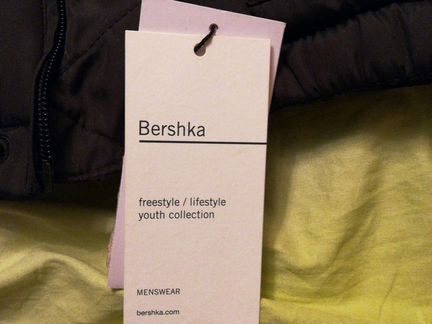 Bershka
freestyle / lifestyle
youth collection
MENSWEAR
bershka.com